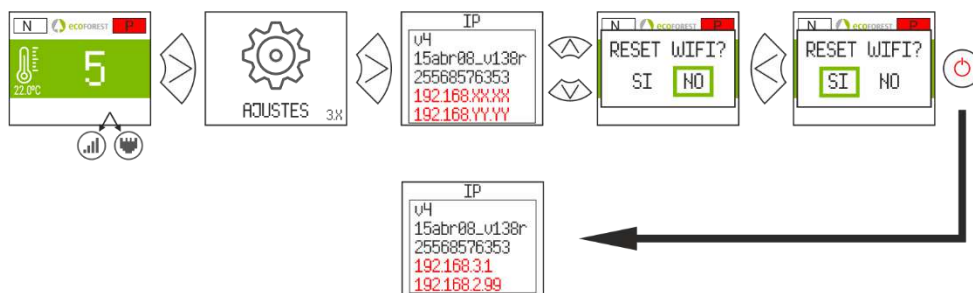 N ecoFOREST P
5
22.0ºC
AJUSTES 3.X
IP
v4
15abr08_v138r
25568576353
192.168.XX.XX
192.168.YY.YY
N ecoFOREST P
RESET WIFI?
SI NO
N ecoFOREST P
RESET WIFI?
SI NO
IP
v4
15abr08_v138r
25568576353
192.168.3.1
192.168.2.99